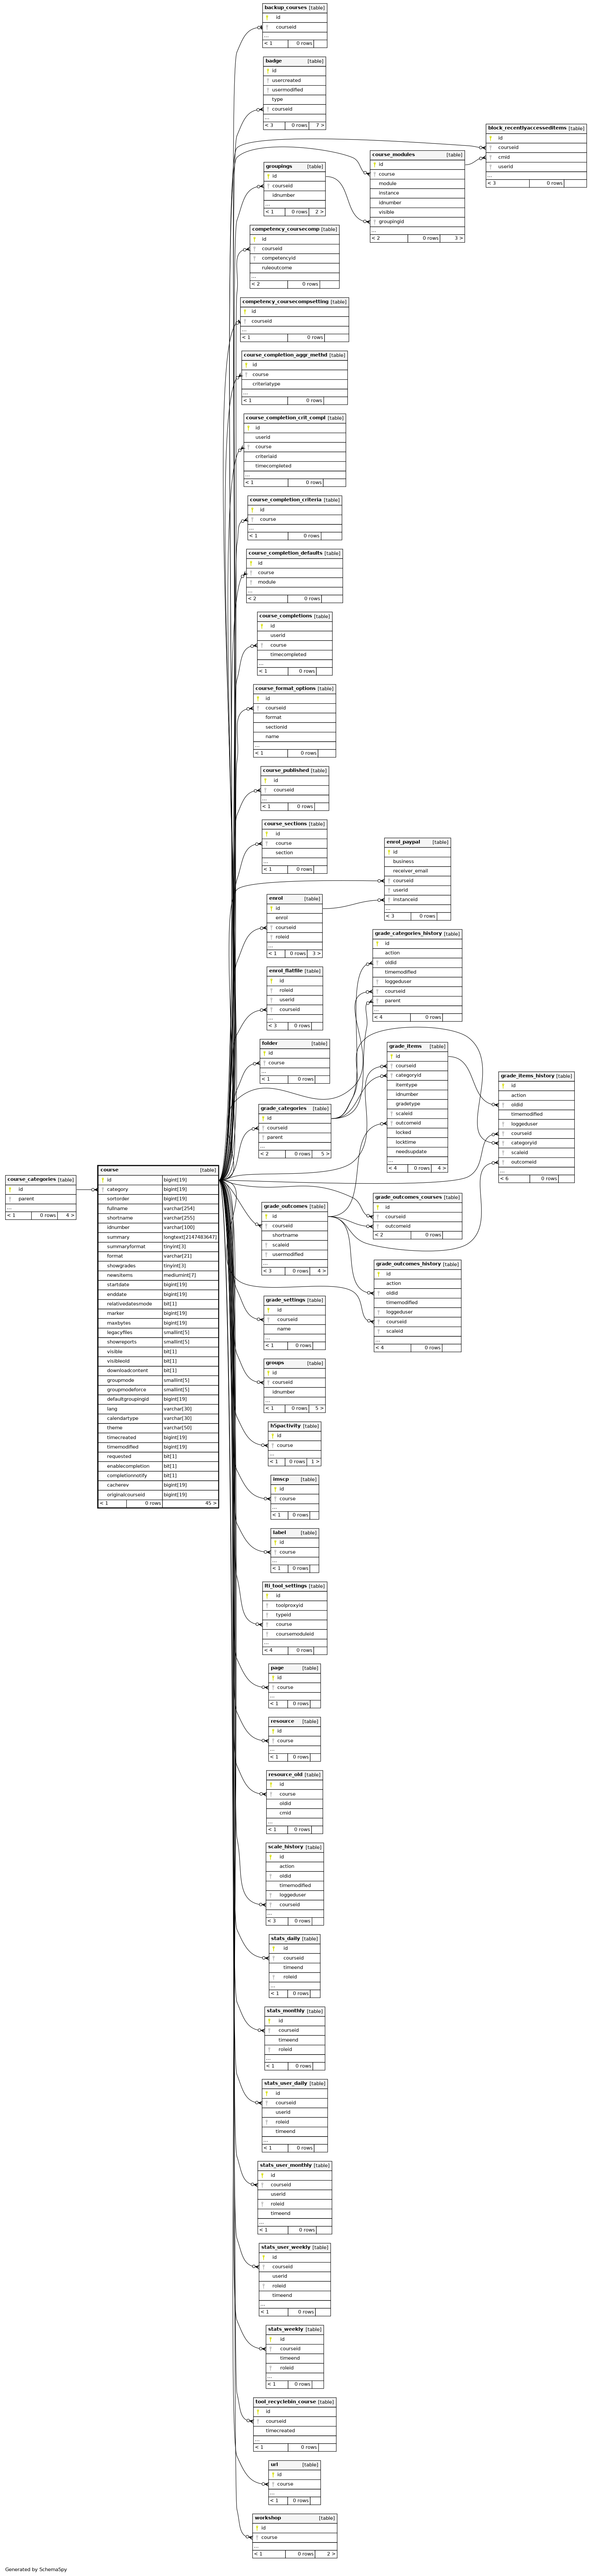 backup_courses [table]
id
courseid
...
< 1 0 rows
badge [table]
id
usercreated
usermodified
type
courseid
...
< 3 0 rows 7 >
block_recentlyaccesseditems [table]
id
courseid
cmid
userid
...
< 3 0 rows
course_modules [table]
id
course
module
instance
idnumber
visible
groupingid
...
< 2 0 rows 3 >
groupings [table]
id
courseid
idnumber
...
< 1 0 rows 2 >
competency_coursecomp [table]
id
courseid
competencyid
ruleoutcome
...
< 2 0 rows
competency_coursecompsetting [table]
id
courseid
...
< 1 0 rows
course_completion_aggr_methd [table]
id
course
criteriatype
...
< 1 0 rows
course_completion_crit_compl [table]
id
userid
course
criteriaid
timecompleted
...
< 1 0 rows
course_completion_criteria [table]
id
course
...
< 1 0 rows
course_completion_defaults [table]
id
course
module
...
< 2 0 rows
course_completions [table]
id
userid
course
timecompleted
...
< 1 0 rows
course_format_options [table]
id
courseid
format
sectionid
name
...
< 1 0 rows
course_published [table]
id
courseid
...
< 1 0 rows
course_sections [table]
id
course
section
...
< 1 0 rows
enrol_paypal [table]
id
business
receiver_email
courseid
userid
instanceid
...
< 3 0 rows
enrol [table]
id
enrol
courseid
roleid
...
< 1 0 rows 3 >
grade_categories_history [table]
id
action
oldid
timemodified
loggeduser
courseid
parent
...
< 4 0 rows
enrol_flatfile [table]
id
roleid
userid
courseid
...
< 3 0 rows
folder [table]
id
course
...
< 1 0 rows
grade_items [table]
id
courseid
categoryid
itemtype
idnumber
gradetype
scaleid
outcomeid
locked
locktime
needsupdate
...
< 4 0 rows 4 >
grade_items_history [table]
id
action
oldid
timemodified
loggeduser
courseid
categoryid
scaleid
outcomeid
...
< 6 0 rows
grade_categories [table]
id
courseid
parent
...
< 2 0 rows 5 >
course_categories [table]
id
parent
...
< 1 0 rows 4 >
course [table]
id bigint[19]
category bigint[19]
sortorder bigint[19]
fullname varchar[254]
shortname varchar[255]
idnumber varchar[100]
summary longtext[2147483647]
summaryformat tinyint[3]
format varchar[21]
showgrades tinyint[3]
newsitems mediumint[7]
startdate bigint[19]
enddate bigint[19]
relativedatesmode bit[1]
marker bigint[19]
maxbytes bigint[19]
legacyfiles smallint[5]
showreports smallint[5]
visible bit[1]
visibleold bit[1]
downloadcontent bit[1]
groupmode smallint[5]
groupmodeforce smallint[5]
defaultgroupingid bigint[19]
lang varchar[30]
calendartype varchar[30]
theme varchar[50]
timecreated bigint[19]
timemodified bigint[19]
requested bit[1]
enablecompletion bit[1]
completionnotify bit[1]
cacherev bigint[19]
originalcourseid bigint[19]
< 1 0 rows 45 >
grade_outcomes_courses [table]
id
courseid
outcomeid
< 2 0 rows
grade_outcomes [table]
id
courseid
shortname
scaleid
usermodified
...
< 3 0 rows 4 >
grade_outcomes_history [table]
id
action
oldid
timemodified
loggeduser
courseid
scaleid
...
< 4 0 rows
grade_settings [table]
id
courseid
name
...
< 1 0 rows
groups [table]
id
courseid
idnumber
...
< 1 0 rows 5 >
h5pactivity [table]
id
course
...
< 1 0 rows 1 >
imscp [table]
id
course
...
< 1 0 rows
label [table]
id
course
...
< 1 0 rows
lti_tool_settings [table]
id
toolproxyid
typeid
course
coursemoduleid
...
< 4 0 rows
page [table]
id
course
...
< 1 0 rows
resource [table]
id
course
...
< 1 0 rows
resource_old [table]
id
course
oldid
cmid
...
< 1 0 rows
scale_history [table]
id
action
oldid
timemodified
loggeduser
courseid
...
< 3 0 rows
stats_daily [table]
id
courseid
timeend
roleid
...
< 1 0 rows
stats_monthly [table]
id
courseid
timeend
roleid
...
< 1 0 rows
stats_user_daily [table]
id
courseid
userid
roleid
timeend
...
< 1 0 rows
stats_user_monthly [table]
id
courseid
userid
roleid
timeend
...
< 1 0 rows
stats_user_weekly [table]
id
courseid
userid
roleid
timeend
...
< 1 0 rows
stats_weekly [table]
id
courseid
timeend
roleid
...
< 1 0 rows
tool_recyclebin_course [table]
id
courseid
timecreated
...
< 1 0 rows
url [table]
id
course
...
< 1 0 rows
workshop [table]
id
course
...
< 1 0 rows 2 >
Generated by SchemaSpy